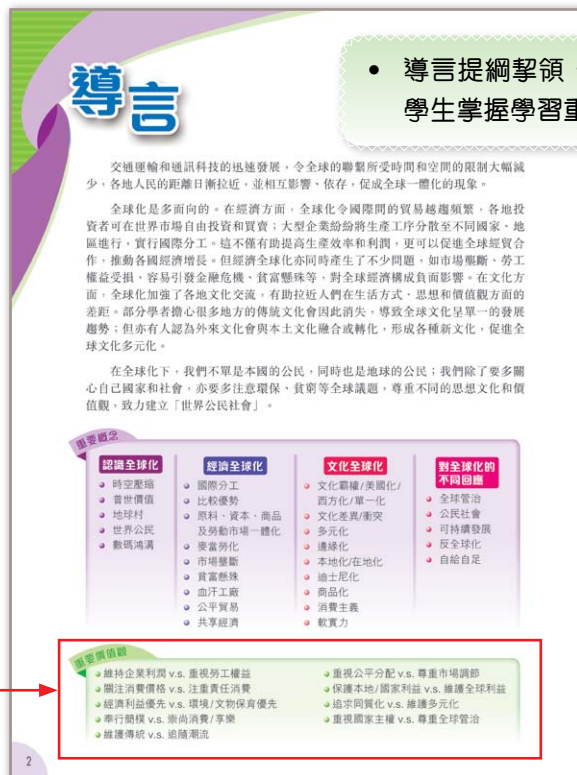 導言
• 導言提綱挈領
學生掌握學習重
交通運輸和通訊科技的迅速發展，令全球的聯繫所受時間和空間的限制大幅減
少，各地人民的距離日漸拉近，並相互影響、依存，促成全球一體化的現象。
全球化是多面向的。在經濟方面，全球化令國際間的貿易越趨頻繁，各地投
資者可在世界市場自由投資和買賣；大型企業紛紛將生產工序分散至不同國家、地
區進行，實行國際分工。這不僅有助提高生產效率和利潤，更可以促進全球經貿合
作，推動各國經濟增長。但經濟全球化亦同時產生了不少問題，如市場壟斷、勞工
權益受損、容易引發金融危機、貧富懸殊等，對全球經濟構成負面影響。在文化方
面，全球化加強了各地文化交流，有助拉近人們在生活方式、思想和價值觀方面的
差距。部分學者擔心很多地方的傳統文化會因此消失，導致全球文化呈單一的發展
趨勢；但亦有人認為外來文化會與本土文化融合或轉化，形成各種新文化，促進全
球文化多元化。
在全球化下，我們不單是本國的公民，同時也是地球的公民；我們除了要多關
心自己國家和社會，亦要多注意環保、貧窮等全球議題，尊重不同的思想文化和價
值觀，致力建立「世界公民社會」。
重要概念
認識全球化
時空壓縮
普世價值
地球村
世界公民
數碼鴻溝
經濟全球化
國際分工
比較優勢
原料、資本、商品
及勞動市場一體化
麥當勞化
市場壟斷
貧富懸殊
血汗工廠
公平貿易
共享經濟
文化全球化
文化霸權/美國化/
西方化/單一化
文化差異/衝突
多元化
邊緣化
本地化/在地化
迪士尼化
商品化
消費主義
軟實力
對全球化的
不同回應
全球管治
公民社會
可持續發展
反全球化
自給自足
重要價值觀
維持企業利潤 v.s. 重視勞工權益
關注消費價格 v.s. 注重責任消費
經濟利益優先 v.s. 環境/文物保育優先
奉行簡樸 v.s. 崇尚消費/享樂
維護傳統 v.s. 追隨潮流
重視公平分配 v.s. 尊重市場調節
保護本地/國家利益 v.s. 維護全球利益
追求同質化 v.s. 維護多元化
重視國家主權 v.s. 尊重全球管治
2